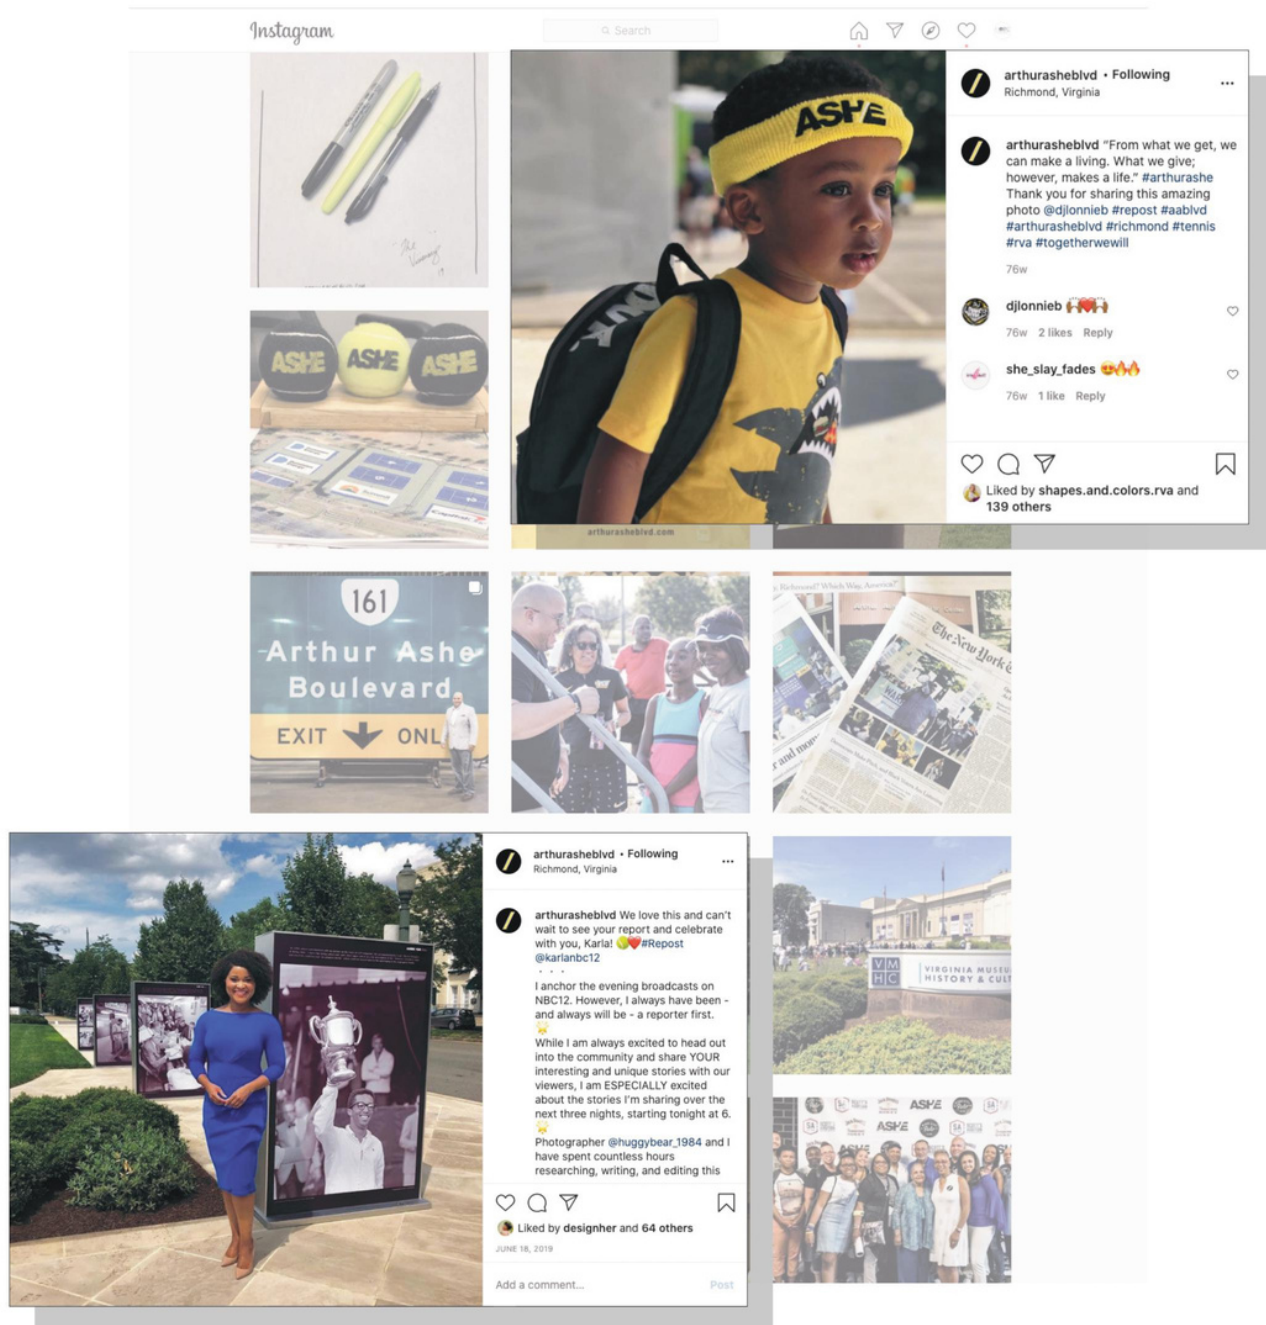 Instagram
Search
ASHE
arthurasheblvd • Following
Richmond, Virginia
arthurasheblvd "From what we get, we
can make a living. What we give;
however, makes a life." #arthurashe
Thank you for sharing this amazing
photo @djlonnieb #repost #aablvd
#arthurasheblvd #richmond #tennis
#rva #togetherwewill
76w
djlonnieb
76w 2 likes Reply
she_slay_fades
76w 1 like Reply
Liked by shapes.and.colors.rva and
139 others
The
ASHE
ASHE
ASHE
arthurasheblvd.com
161
Arthur Ashe
Boulevard
EXIT ONL
Richmond? Which Way, America?
The New York
arthurasheblvd • Following
Richmond, Virginia
arthurasheblvd We love this and can't
wait to see your report and celebrate
with you, Karla! #Repost
@karlanbc12
. . .
I anchor the evening broadcasts on
NBC12. However, I always have been -
and always will be - a reporter first.
While I am always excited to head out
into the community and share YOUR
interesting and unique stories with our
viewers, I am ESPECIALLY excited
about the stories I'm sharing over the
next three nights, starting tonight at 6.
Photographer @huggybear_1984 and I
have spent countless hours
researching, writing, and editing this
Liked by designher and 64 others
JUNE 18, 2019
Add a comment... Post
VM
HC
VIRGINIA MUSEU
HISTORY & CULT
ASHE
ASHE